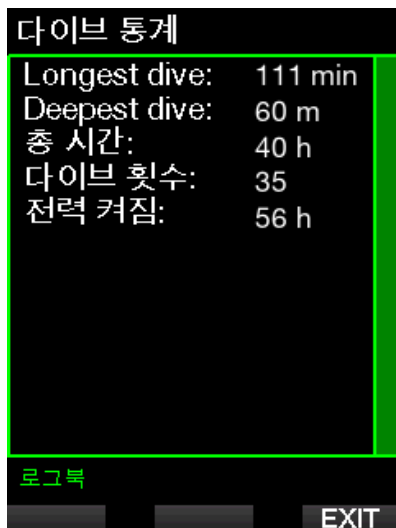 다이브 통계
Longest dive: 111 min
Deepest dive: 60 m
총 시간: 40 h
다이브 횟수: 35
전력 켜짐: 56 h
로그북
EXIT